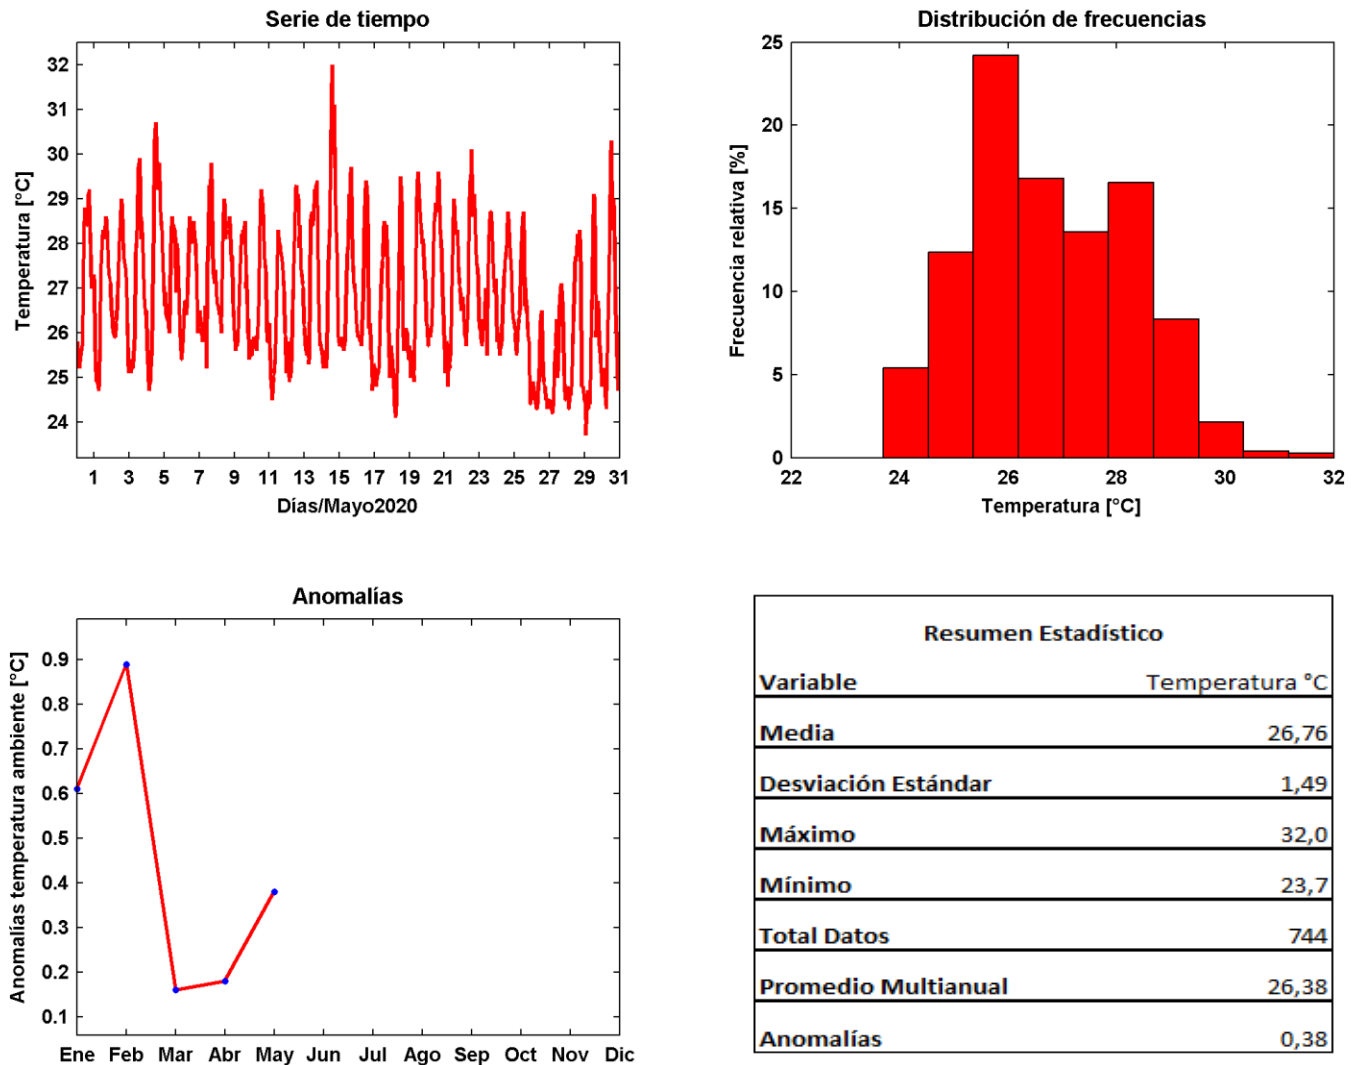 Serie de tiempo
32
31
30
29
28
27
26
25
24
Temperatura [°C]
1 3 5 7 9 11 13 15 17 19 21 23 25 27 29 31
Días/Mayo2020
Distribución de frecuencias
25
20
15
10
5
0
Frecuencia relativa [%]
22 24 26 28 30 32
Temperatura [°C]
Anomalías
0.9
0.8
0.7
0.6
0.5
0.4
0.3
0.2
0.1
Anomalías temperatura ambiente [°C]
Ene Feb Mar Abr May Jun Jul Ago Sep Oct Nov Dic
Resumen Estadístico
Variable Temperatura °C
Media 26,76
Desviación Estándar 1,49
Máximo 32,0
Mínimo 23,7
Total Datos 744
Promedio Multianual 26,38
Anomalías 0,38